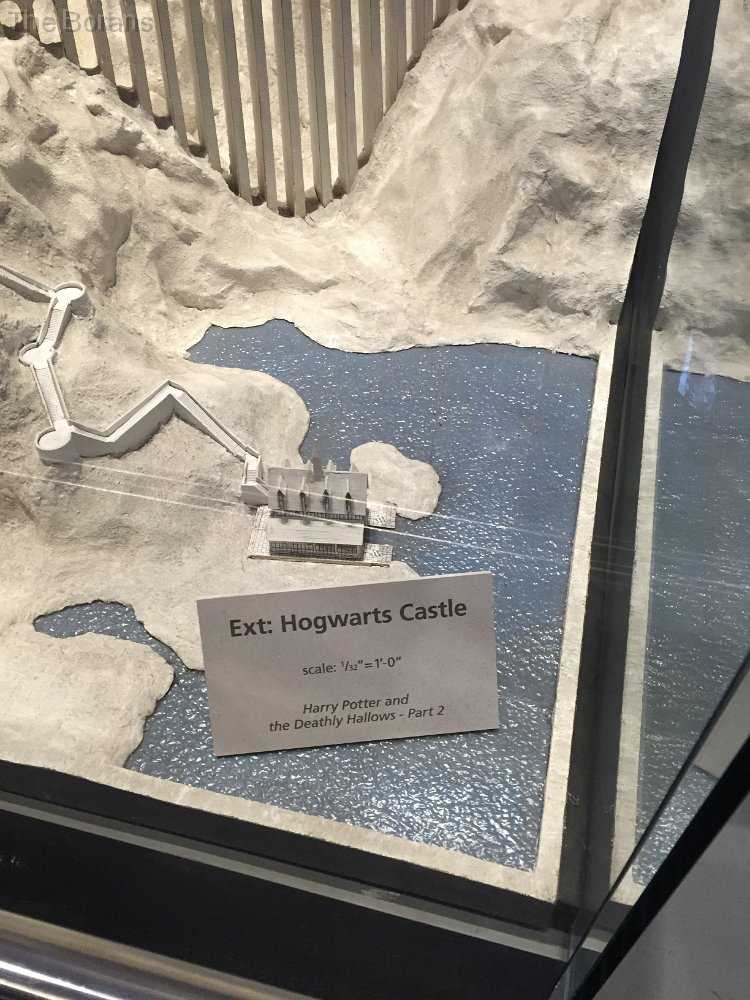 The Borans
Ext: Hogwarts Castle
scale: 1/32"=1'-0"
Harry Potter and
the Deathly Hallows - Part 2